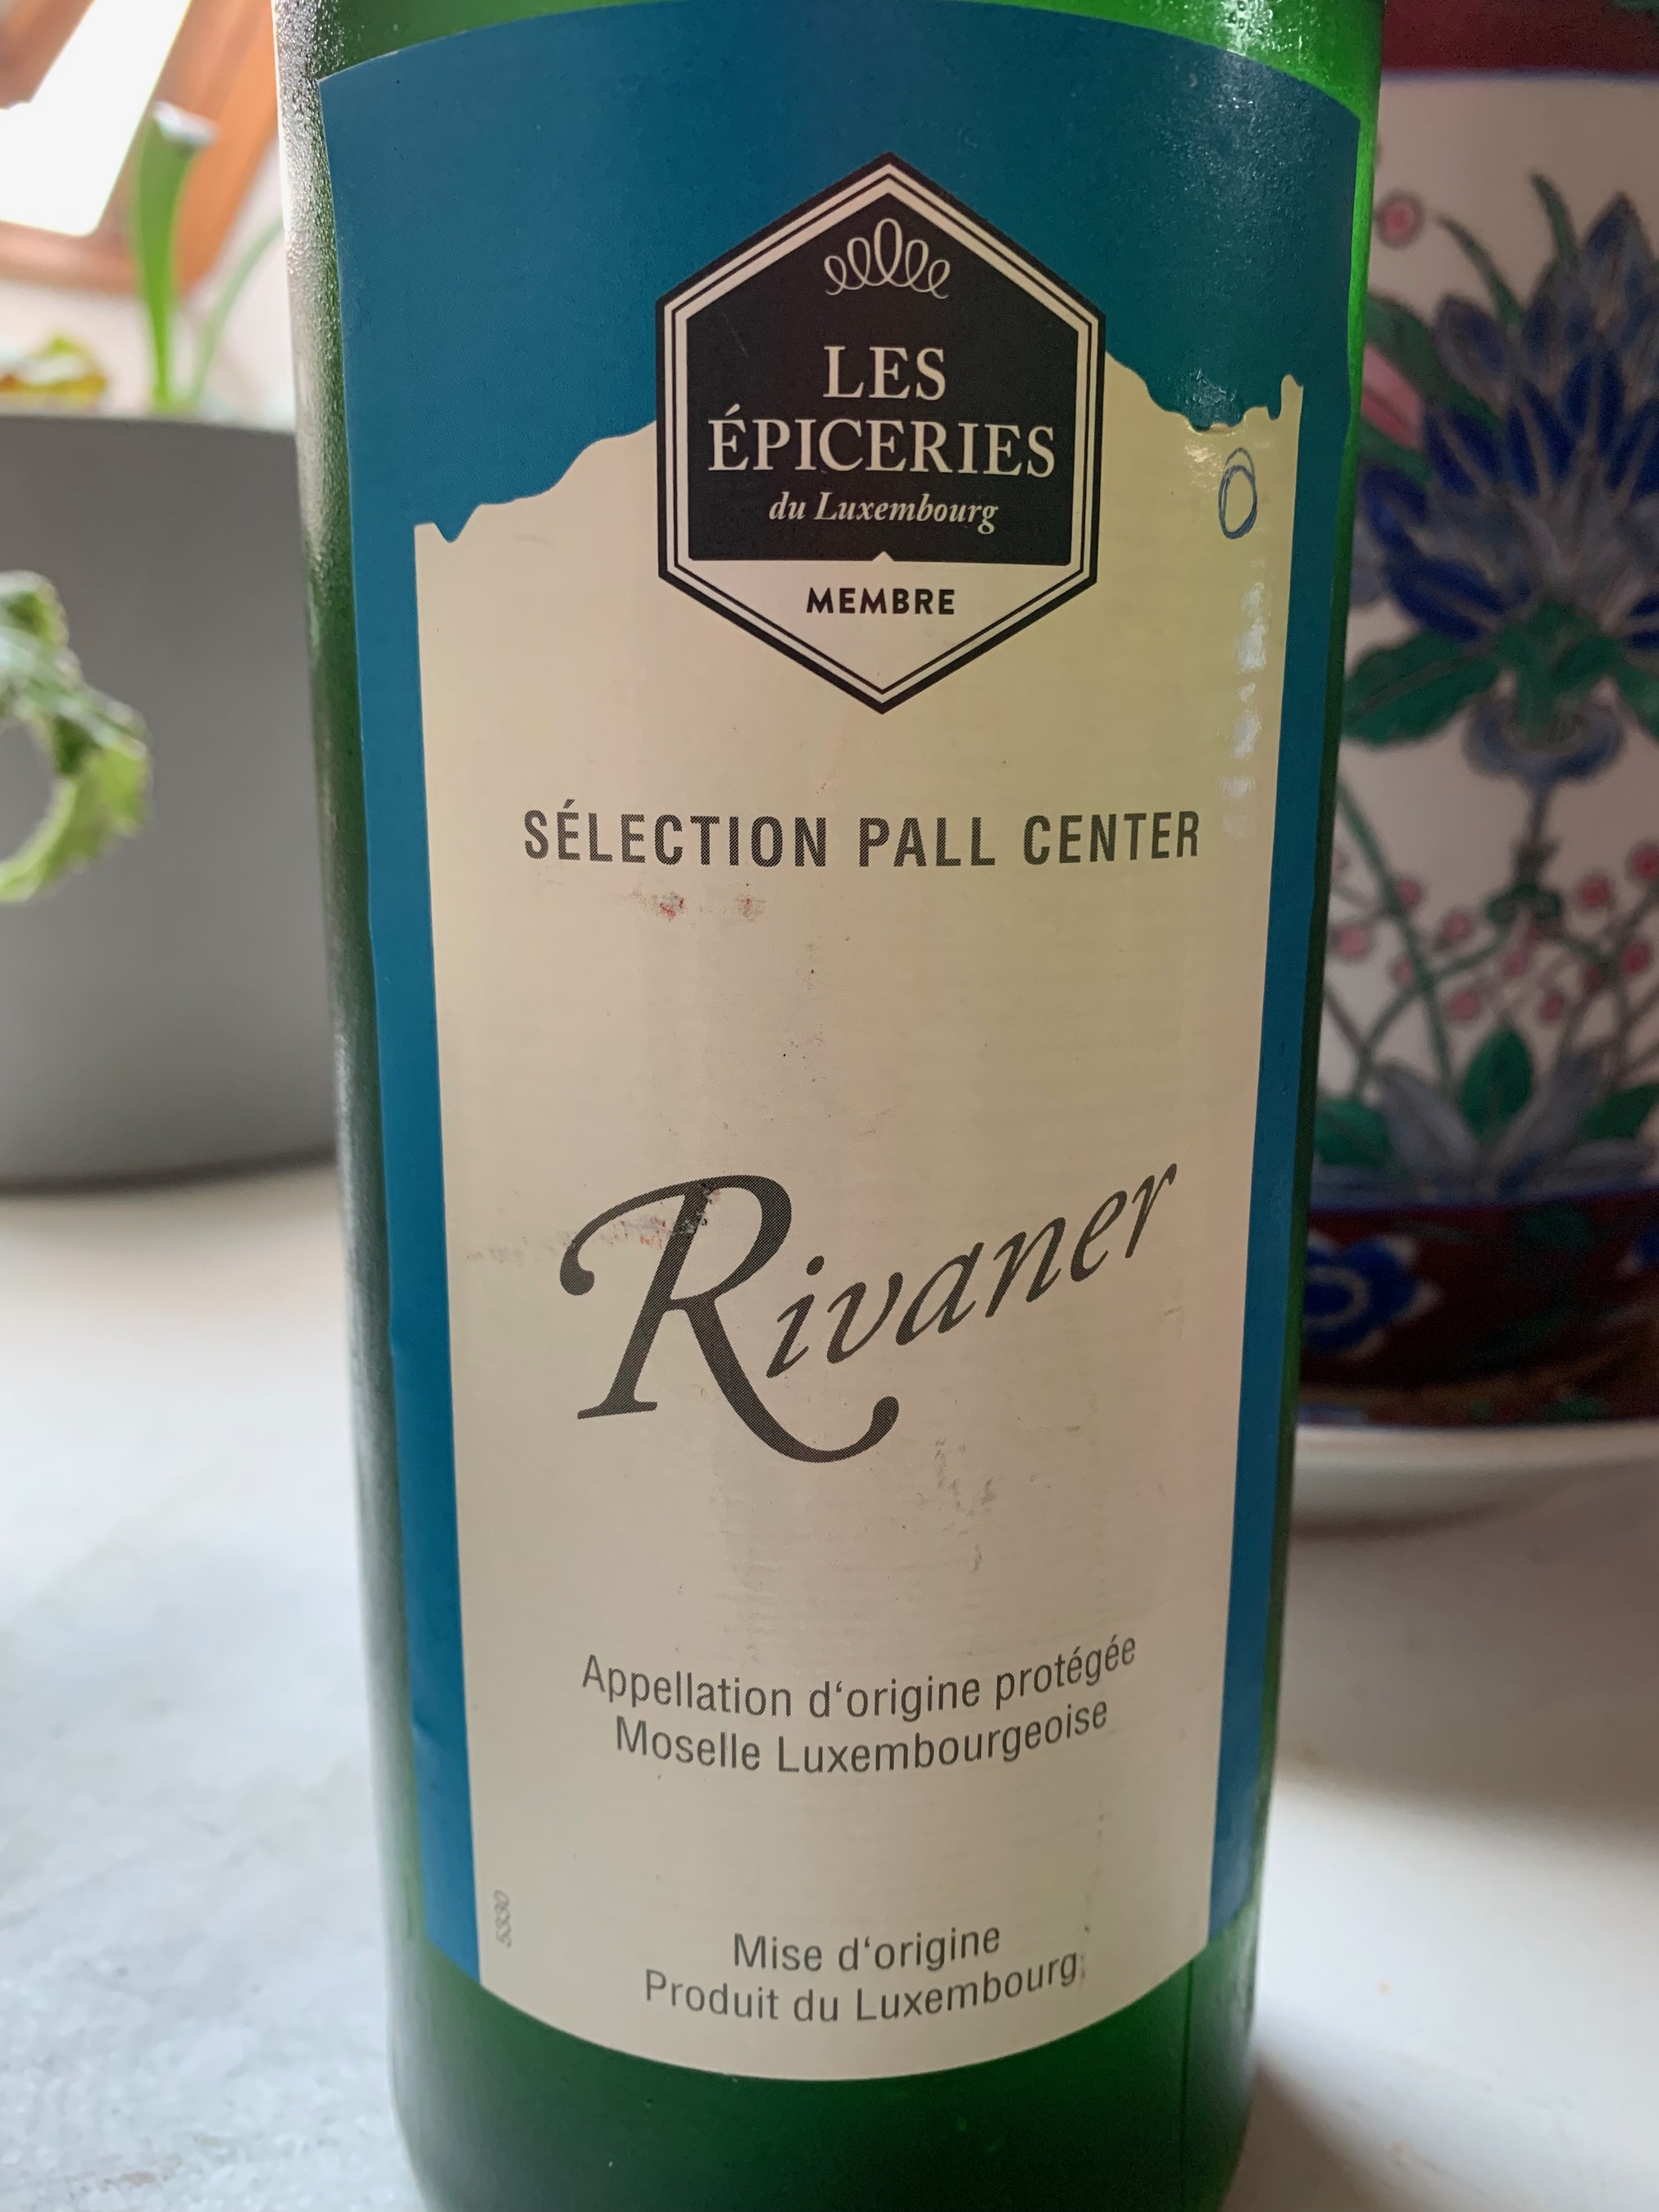 LES
ÉPICERIES
du Luxembourg
MEMBRE
O
SÉLECTION PALL CENTER
Rivaner
Appellation d‘origine protégée
Moselle Luxembourgeoise
Mise d‘origine
Produit du Luxembourg